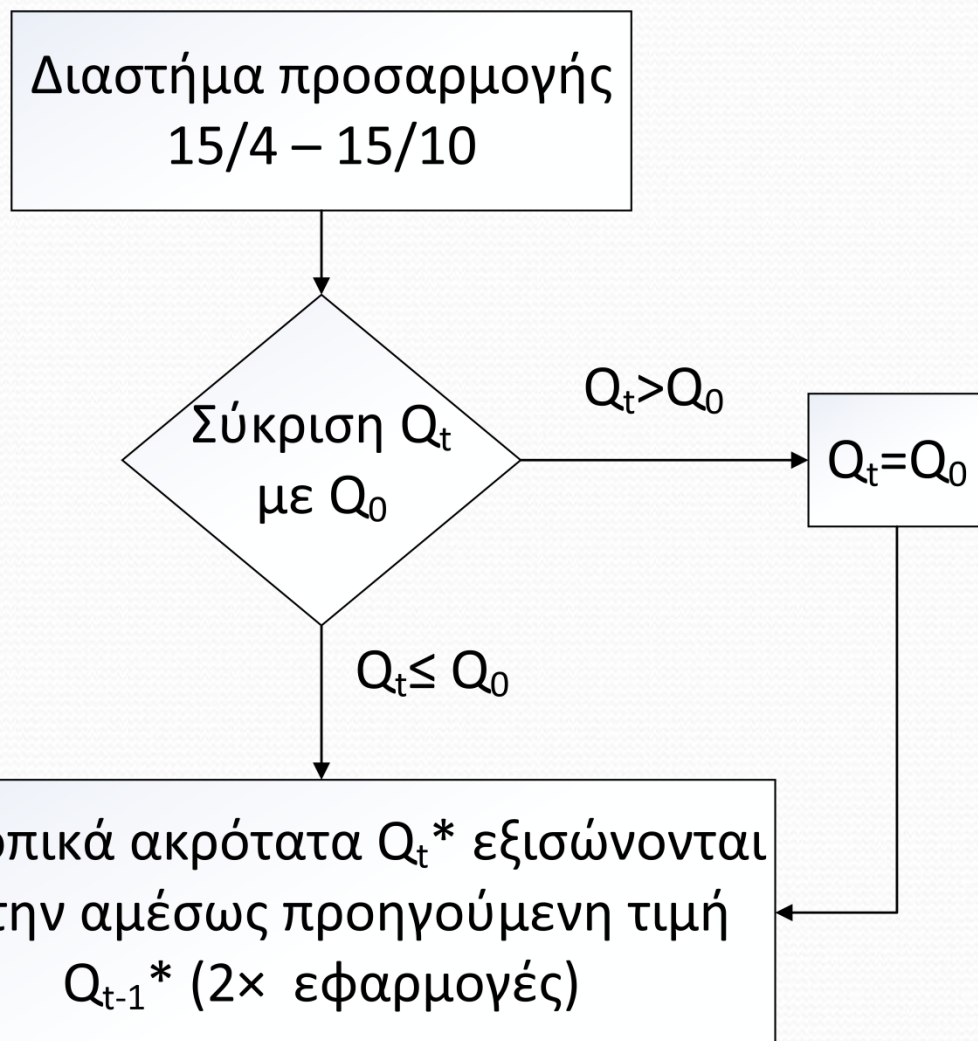 Διαστήμα προσαρμογής
15/4 – 15/10
Σύκριση Qₜ
με Q₀
Qₜ>Q₀
Qₜ=Q₀
Qₜ≤ Q₀
ακρότατα Qₜ* εξισώνονται
αμέσως προηγούμενη τιμή
Qₜ₋₁* (2× εφαρμογές)